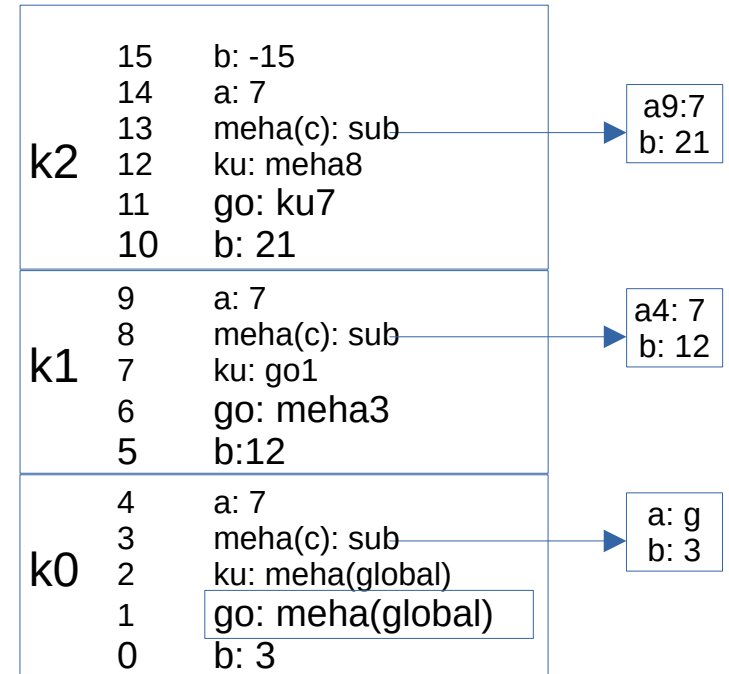 15 b: -15
14 a: 7
13 meha(c): sub
k2 12 ku: meha8
11 go: ku7
10 b: 21
a9:7
b: 21
9 a: 7
8 meha(c): sub
k1 7 ku: go1
6 go: meha3
5 b:12
a4: 7
b: 12
4 a: 7
3 meha(c): sub
k0 2 ku: meha(global)
1 go: meha(global)
0 b: 3
a: g
b: 3